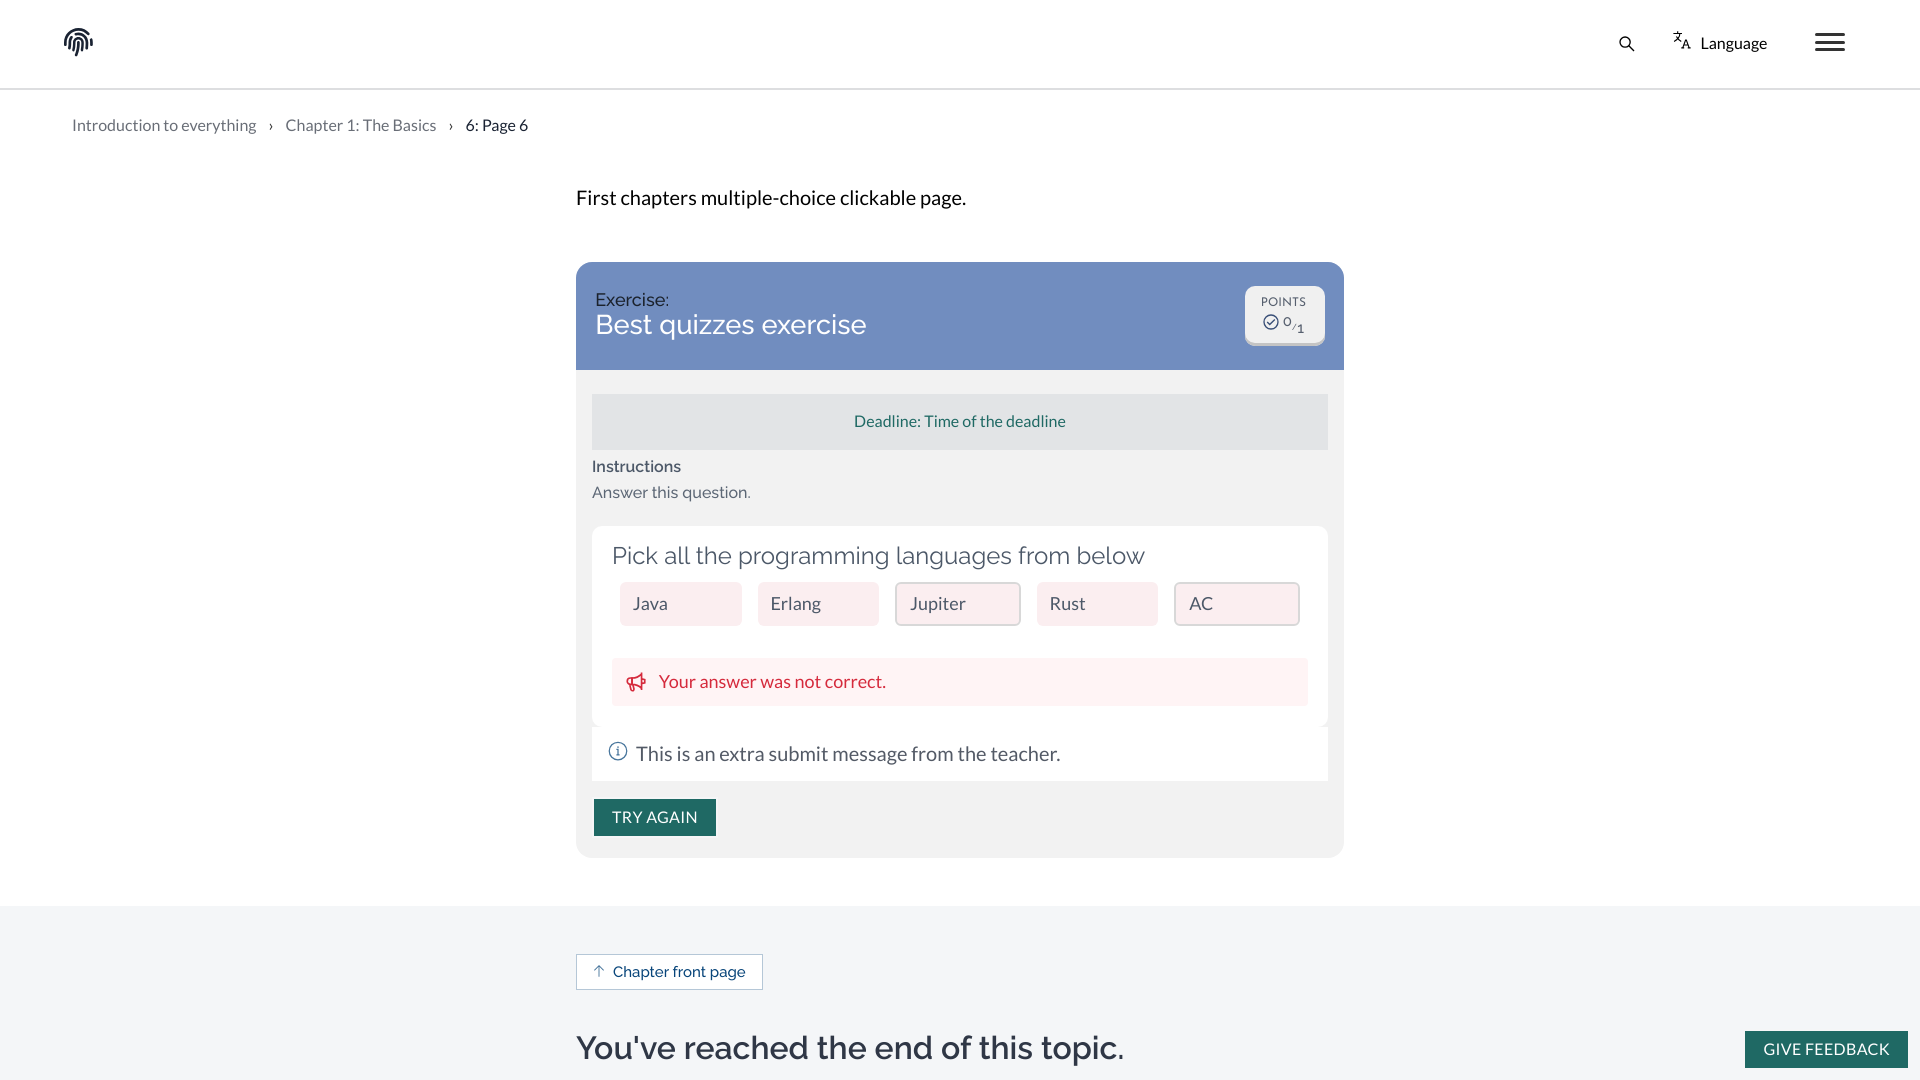 Language
Introduction to everything › Chapter 1: The Basics › 6: Page 6
First chapters multiple-choice clickable page.
Exercise:
Best quizzes exercise
POINTS
0/1
Deadline: Time of the deadline
Instructions
Answer this question.
Pick all the programming languages from below
Java Erlang Jupiter Rust AC
Your answer was not correct.
This is an extra submit message from the teacher.
TRY AGAIN
Chapter front page
You've reached the end of this topic.
GIVE FEEDBACK